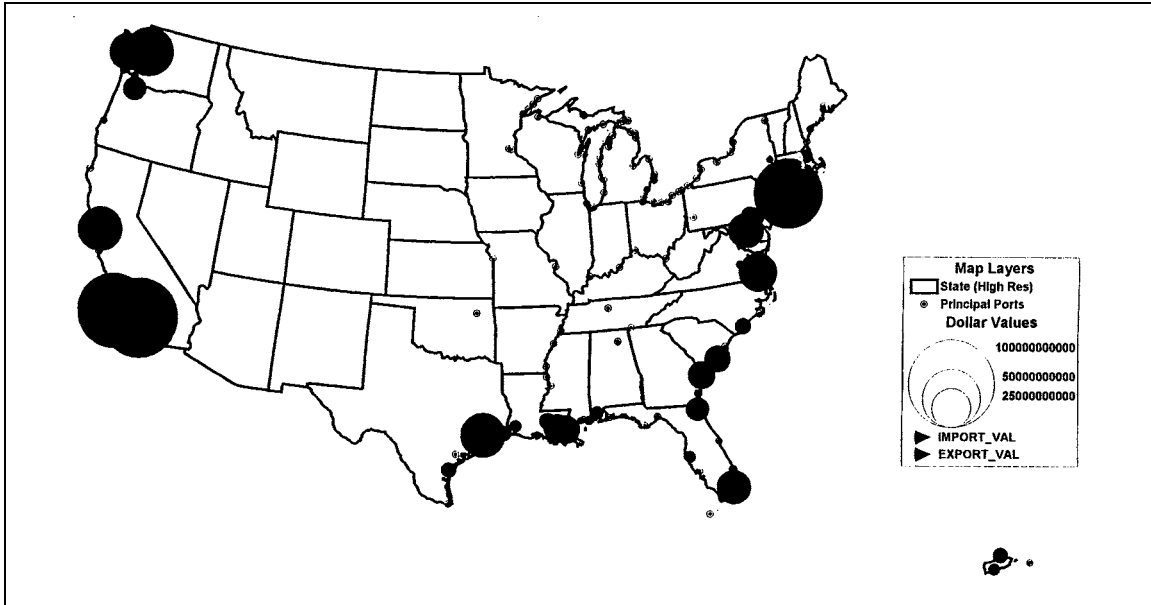 Map Layers
State (High Res)
Principal Ports
Dollar Values
100000000000
50000000000
25000000000
IMPORT_VAL
EXPORT_VAL